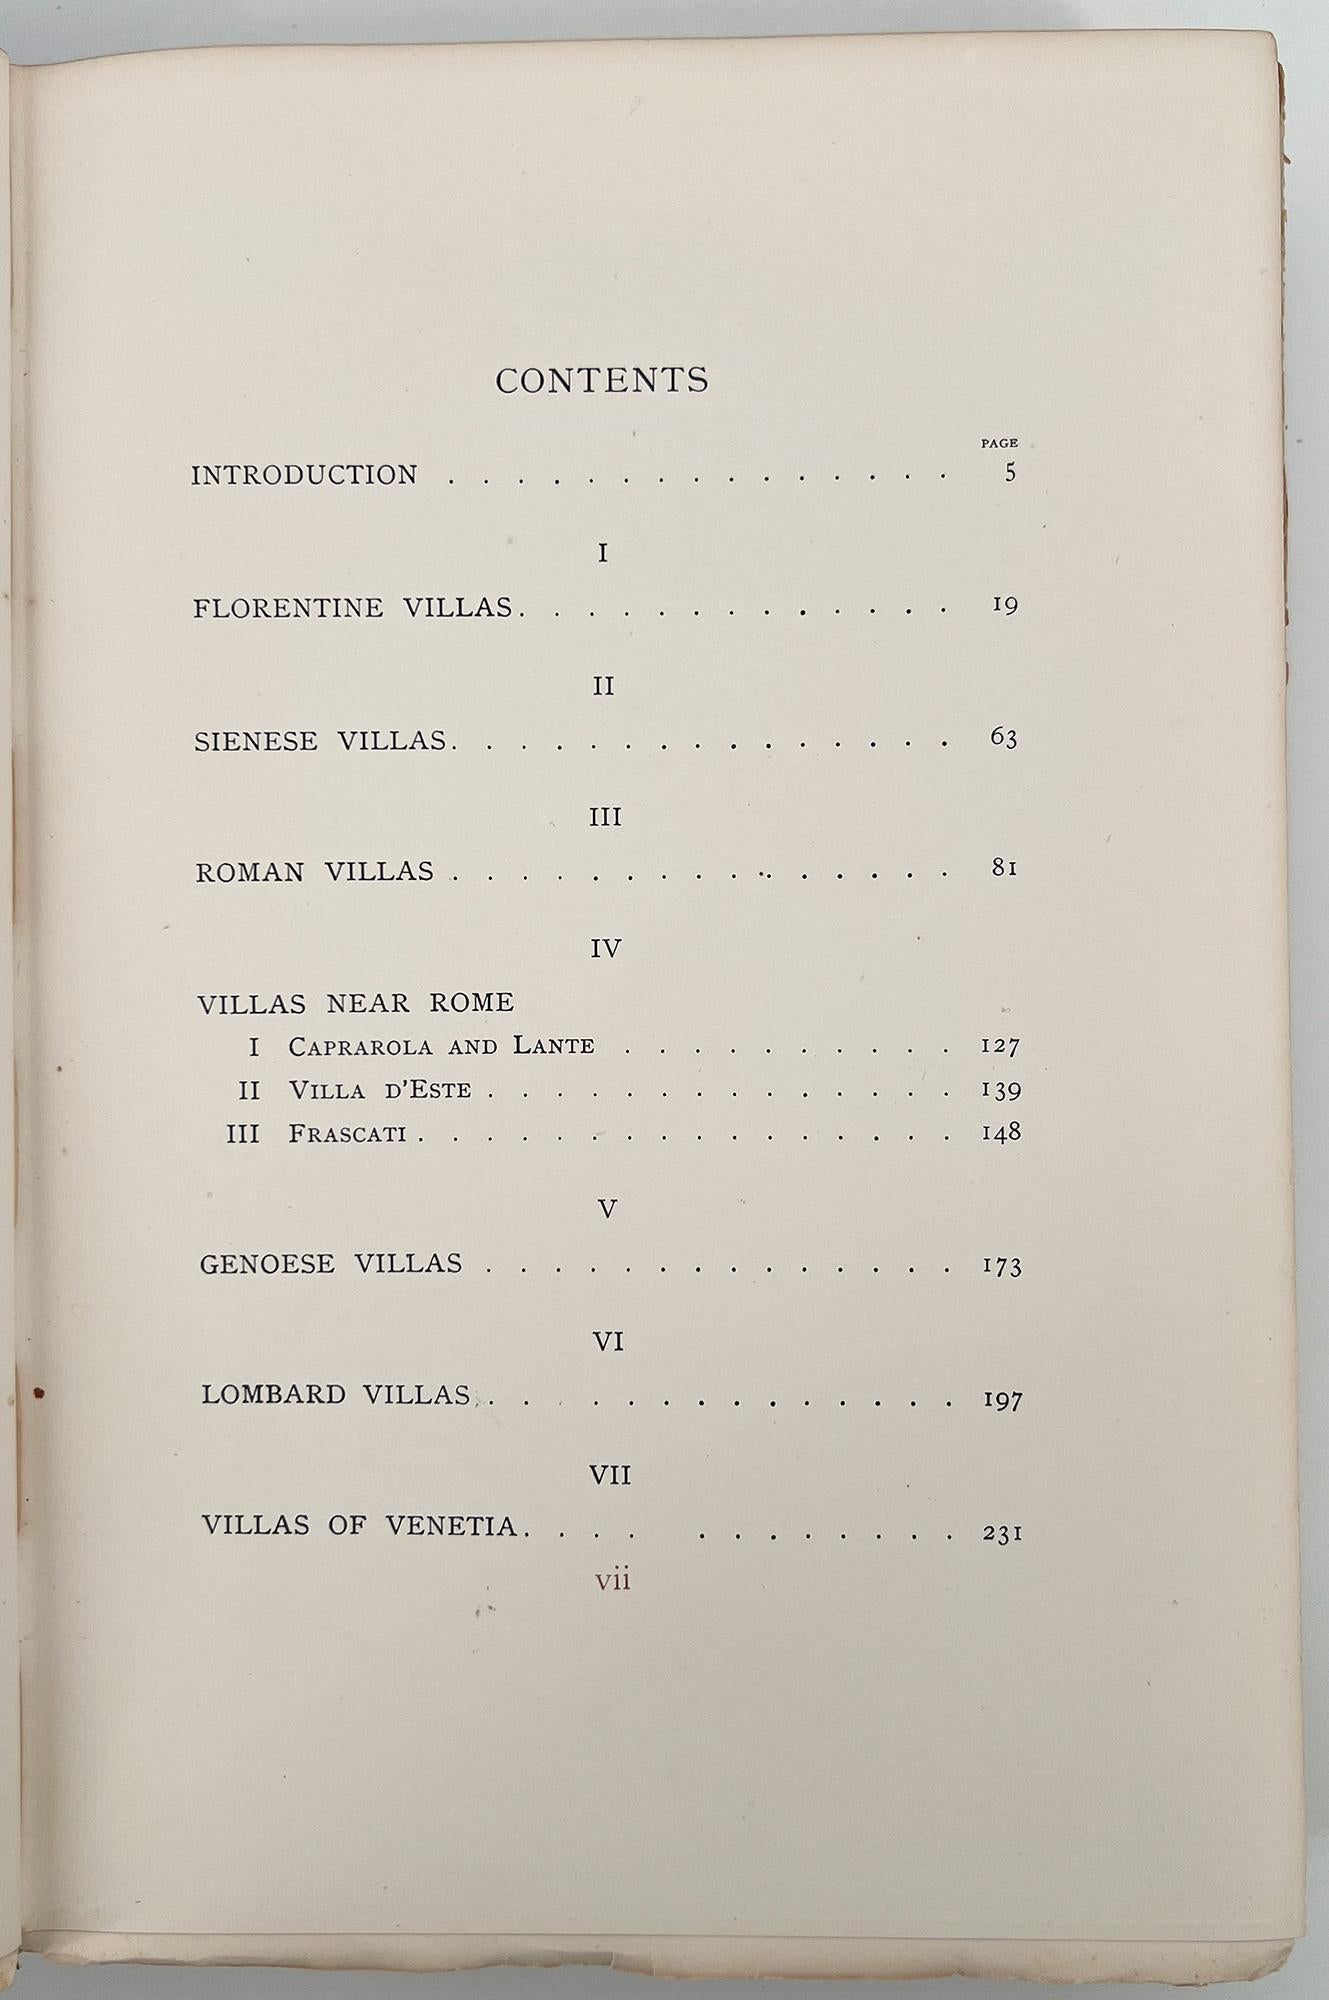 CONTENTS
PAGE
INTRODUCTION . . . . . . . . . . . . . . . 5
I
FLORENTINE VILLAS. . . . . . . . . . . . . 19
II
SIENESE VILLAS. . . . . . . . . . . . . . . 63
III
ROMAN VILLAS . . . . . . . . . . . . . . . 81
IV
VILLAS NEAR ROME
I CAPRAROLA AND LANTE . . . . . . . . . . 127
II VILLA D'ESTE . . . . . . . . . . . . . . 139
III FRASCATI . . . . . . . . . . . . . . . . 148
V
GENOESE VILLAS . . . . . . . . . . . . . . 173
VI
LOMBARD VILLAS . . . . . . . . . . . . . 197
VII
VILLAS OF VENETIA. . . . . . . . . . . . 231
vii